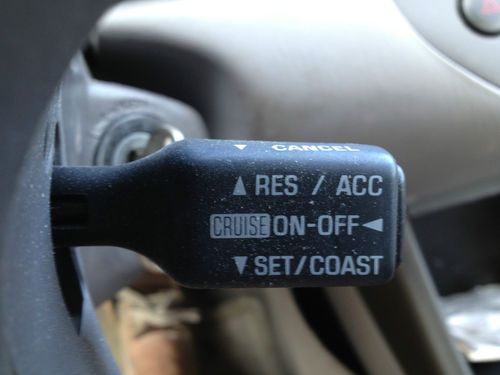 ▼ CANCEL
▲ RES / ACC
CRUISE ON-OFF ◄
▼ SET/COAST